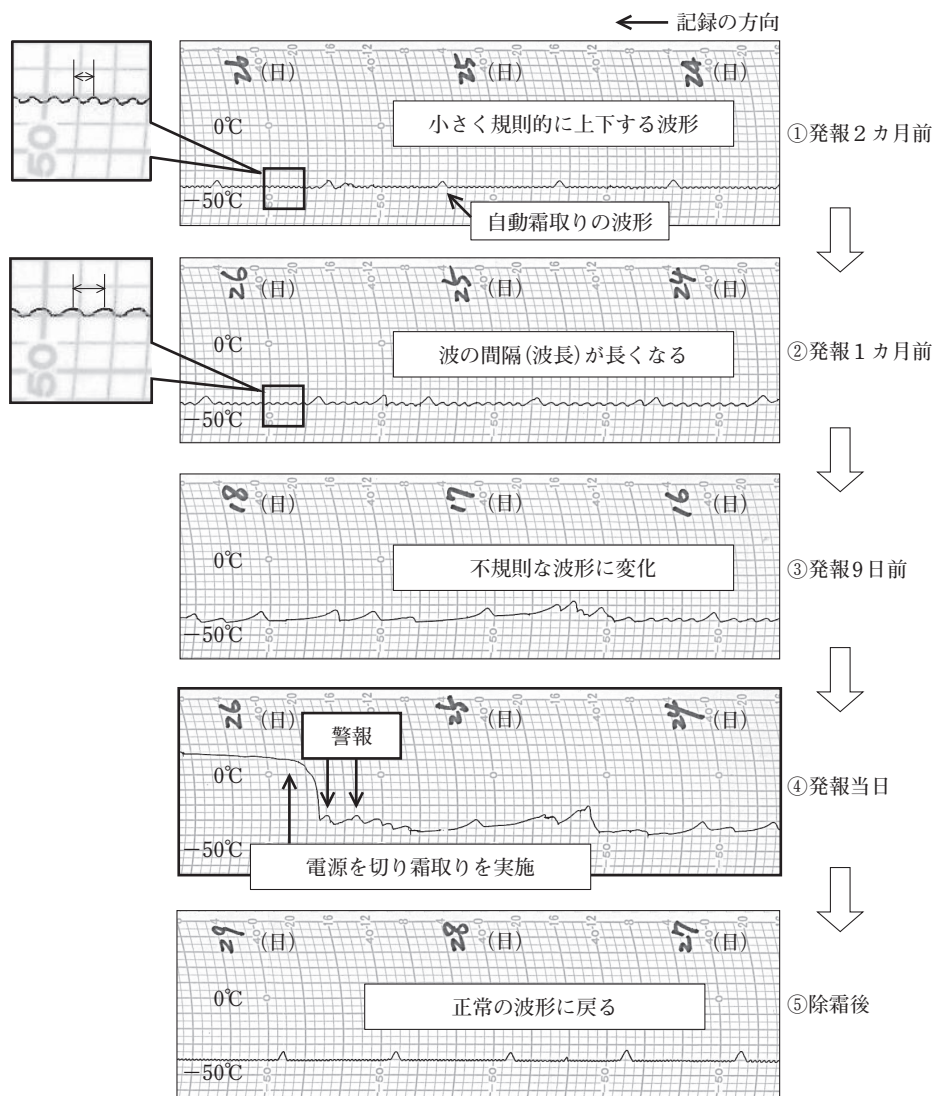 記録の方向
26 (日) 25 (日) 24 (日)
小さく規則的に上下する波形
0℃
①発報2カ月前
−50℃
自動霜取りの波形
50
26 (日) 25 (日) 24 (日)
波の間隔(波長)が長くなる
0℃
②発報1カ月前
−50℃
50
18 (日) 17 (日) 16 (日)
不規則な波形に変化
0℃
③発報9日前
−50℃
26 (日) 25 (日) 24 (日)
警報
0℃
④発報当日
−50℃
電源を切り霜取りを実施
29 (日) 28 (日) 27 (日)
正常の波形に戻る
0℃
⑤除霜後
−50℃